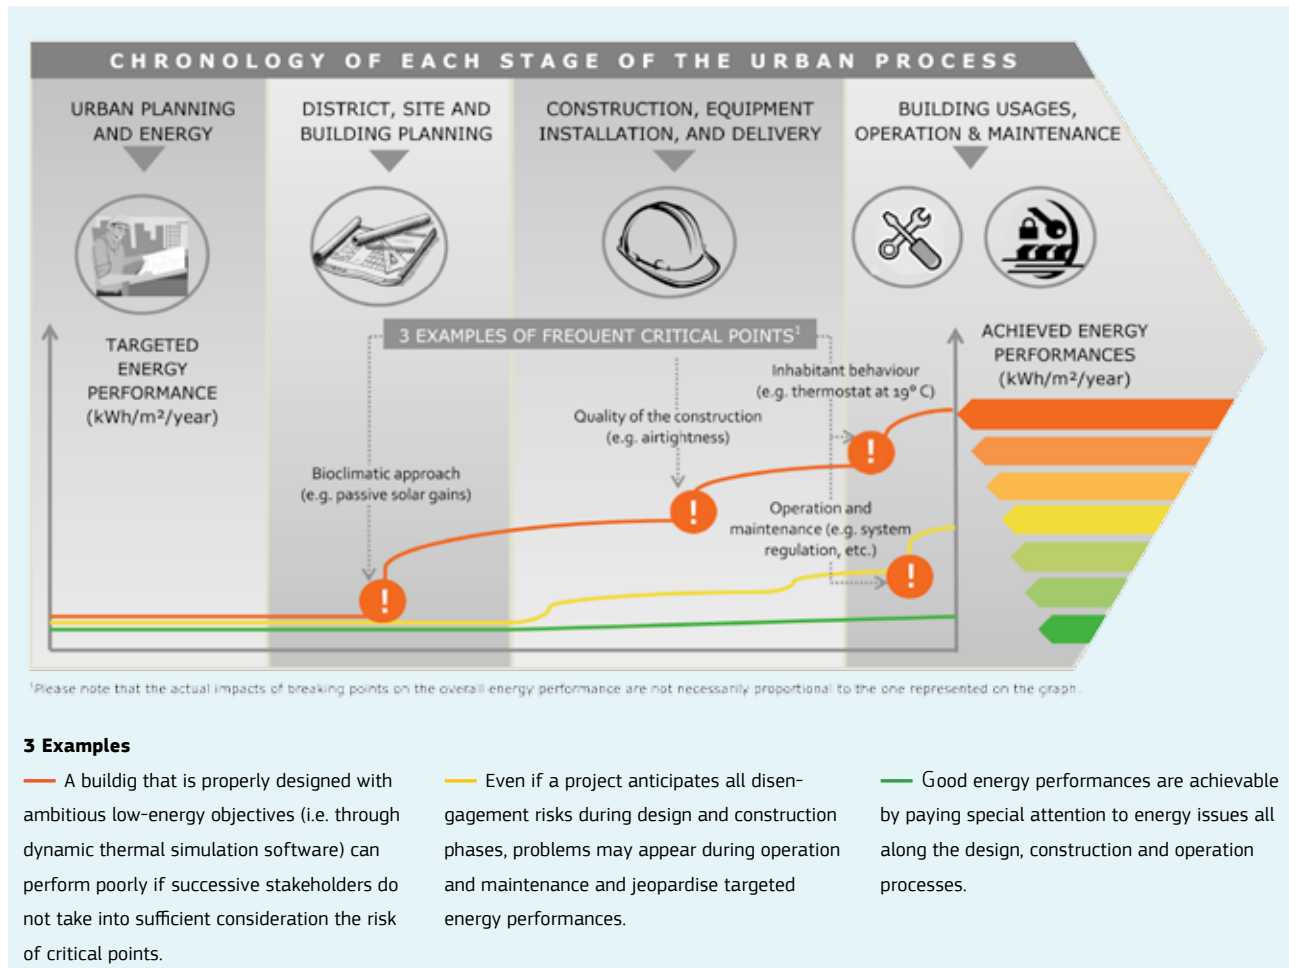 CHRONOLOGY OF EACH STAGE OF THE URBAN PROCESS
URBAN PLANNING
AND ENERGY
DISTRICT, SITE AND
BUILDING PLANNING
CONSTRUCTION, EQUIPMENT
INSTALLATION, AND DELIVERY
BUILDING USAGES,
OPERATION & MAINTENANCE
TARGETED
ENERGY
PERFORMANCE
(kWh/m²/year)
3 EXAMPLES OF FREQUENT CRITICAL POINTS¹
ACHIEVED ENERGY
PERFORMANCES
(kWh/m²/year)
Inhabitant behaviour
(e.g. thermostat at 19° C)
Quality of the construction
(e.g. airtightness)
Bioclimatic approach
(e.g. passive solar gains)
Operation and
maintenance (e.g. system
regulation, etc.)
!
!
!
!
¹Please note that the actual impacts of breaking points on the overall energy performance are not necessarily proportional to the one represented on the graph.
3 Examples
A buildig that is properly designed with
ambitious low-energy objectives (i.e. through
dynamic thermal simulation software) can
perform poorly if successive stakeholders do
not take into sufficient consideration the risk
of critical points.
Even if a project anticipates all disen-
gagement risks during design and construction
phases, problems may appear during operation
and maintenance and jeopardise targeted
energy performances.
Good energy performances are achievable
by paying special attention to energy issues all
along the design, construction and operation
processes.